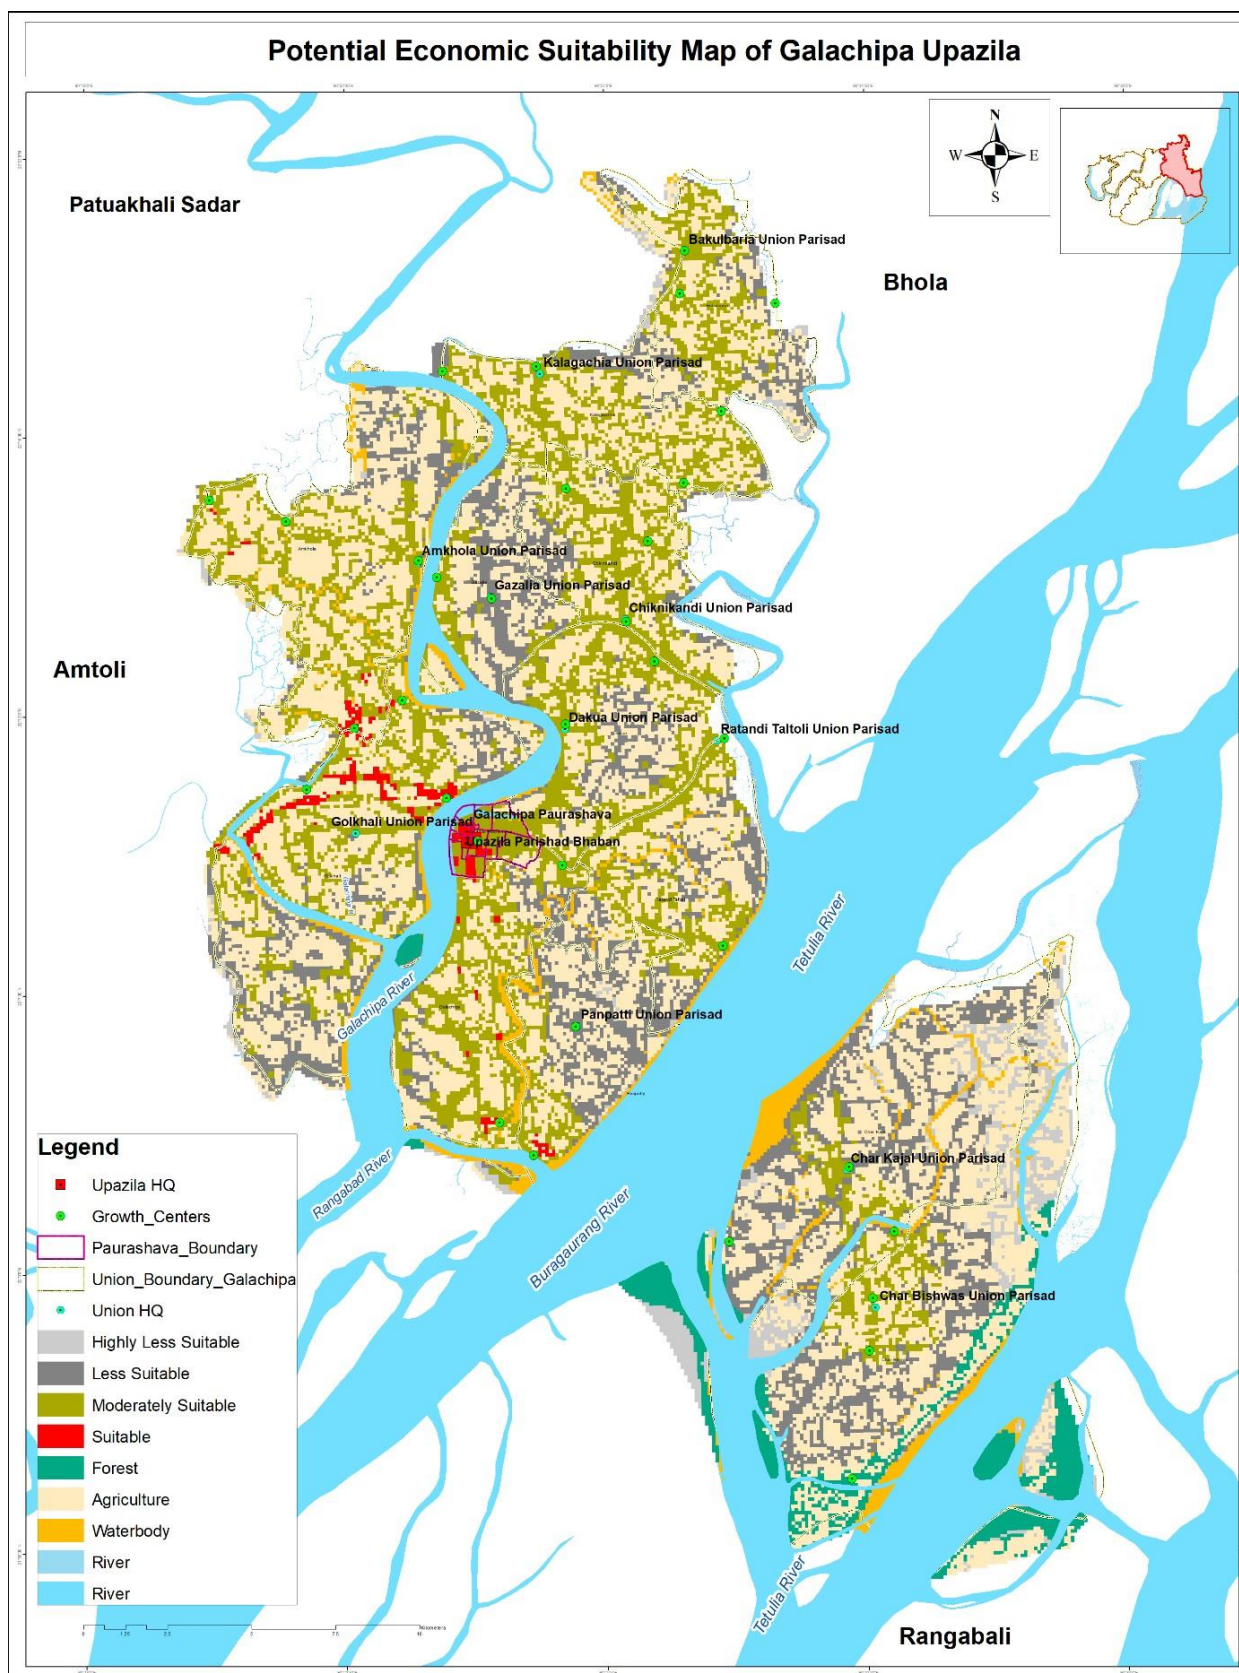 Potential Economic Suitability Map of Galachipa Upazila
N
W
E
S
Patuakhali Sadar
Bakulbaria Union Parisad
Bhola
Kalagachia Union Parisad
Amkhola Union Parisad
Amkhola
Gazalia Union Parisad
Chiknikandi Union Parisad
Amtoli
Dakua Union Parisad
Ratandi Taltoli Union Parisad
Galachipa Paurashava
Golkhali Union Parisad
Upazila Parishad Bhaban
Tetulia River
Galachipa River
Panpatti Union Parisad
Char Kajal Union Parisad
Rangabad River
Buragaurang River
Char Bishwas Union Parisad
Tetulia River
Rangabali
Legend
Upazila HQ
Growth_Centers
Paurashava_Boundary
Union_Boundary_Galachipa
Union HQ
Highly Less Suitable
Less Suitable
Moderately Suitable
Suitable
Forest
Agriculture
Waterbody
River
River